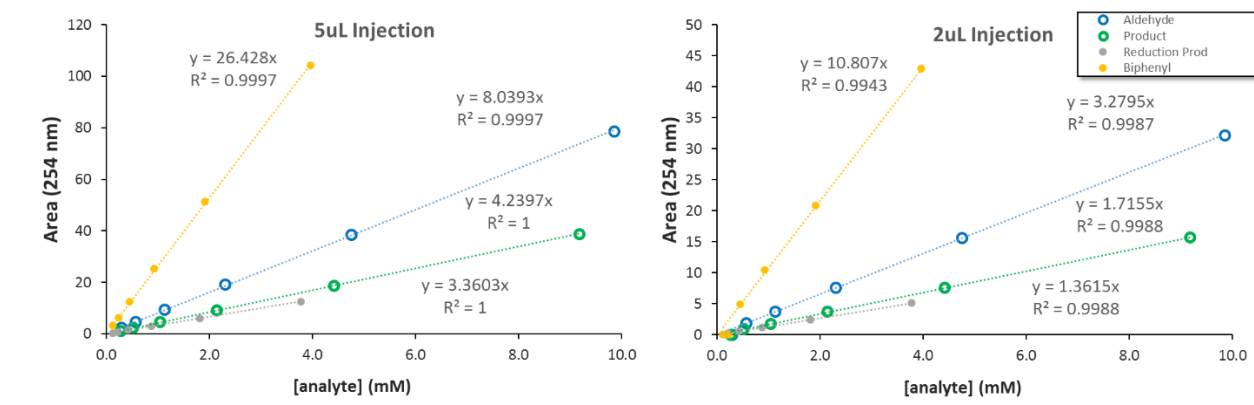 5uL Injection
120
100
80
60
40
20
0
Area (254 nm)
y = 26.428x
R² = 0.9997
y = 8.0393x
R² = 0.9997
y = 4.2397x
R² = 1
y = 3.3603x
R² = 1
0.0 2.0 4.0 6.0 8.0 10.0
[analyte] (mM)
2uL Injection
50
45
40
35
30
25
20
15
10
5
0
Area (254 nm)
Aldehyde
Product
Reduction Prod
Biphenyl
y = 10.807x
R² = 0.9943
y = 3.2795x
R² = 0.9987
y = 1.7155x
R² = 0.9988
y = 1.3615x
R² = 0.9988
0.0 2.0 4.0 6.0 8.0 10.0
[analyte] (mM)